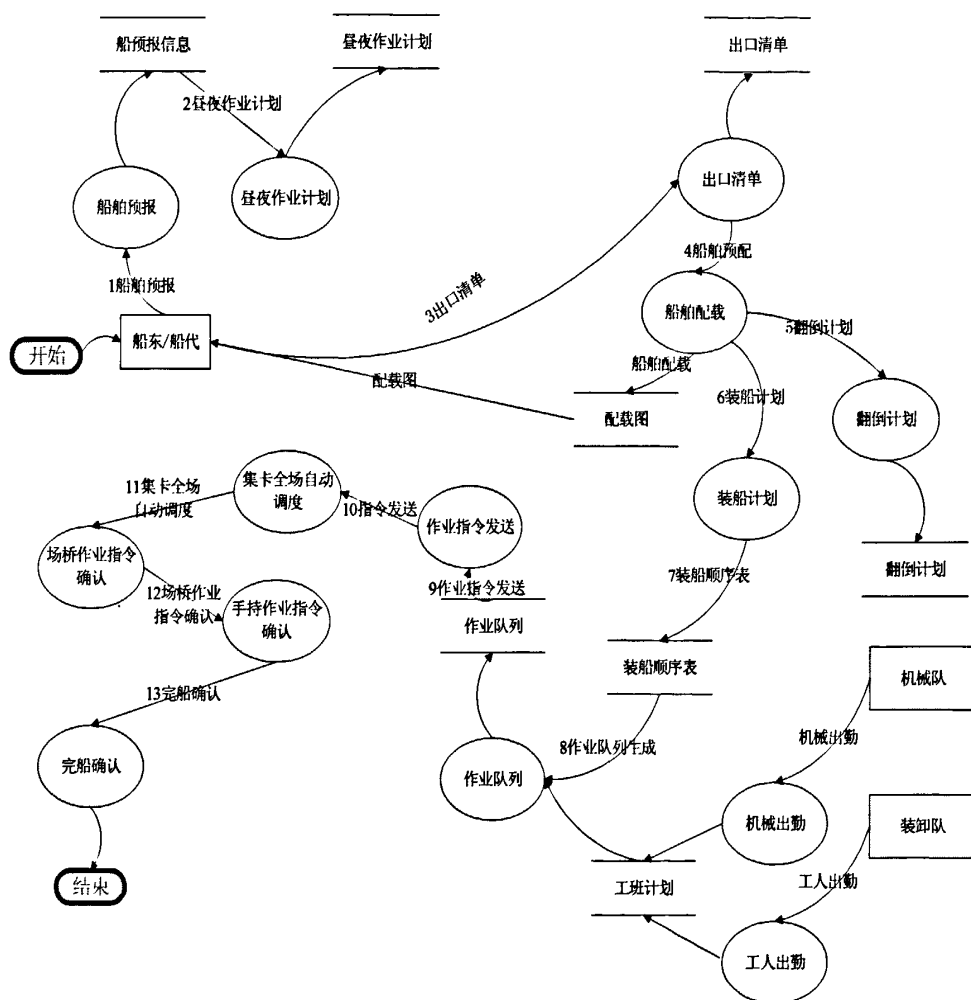 船预报信息
昼夜作业计划
出口清单
2昼夜作业计划
船舶预报
昼夜作业计划
出口清单
4船舶预配
1船舶预报
3出口清单
船舶配载
5翻倒计划
开始
船东/船代
船舶配载
配载图
6装船计划
配载图
翻倒计划
11集卡全场
自动调度
集卡全场自动
调度
10指令发送
作业指令发送
装船计划
场桥作业指令
确认
12场桥作业
指令确认
手持作业指令
确认
9作业指令发送
7装船顺序表
翻倒计划
作业队列
装船顺序表
机械队
13完船确认
8作业队列生成
机械出勤
完船确认
作业队列
机械出勤
装卸队
结束
工班计划
工人出勤
工人出勤